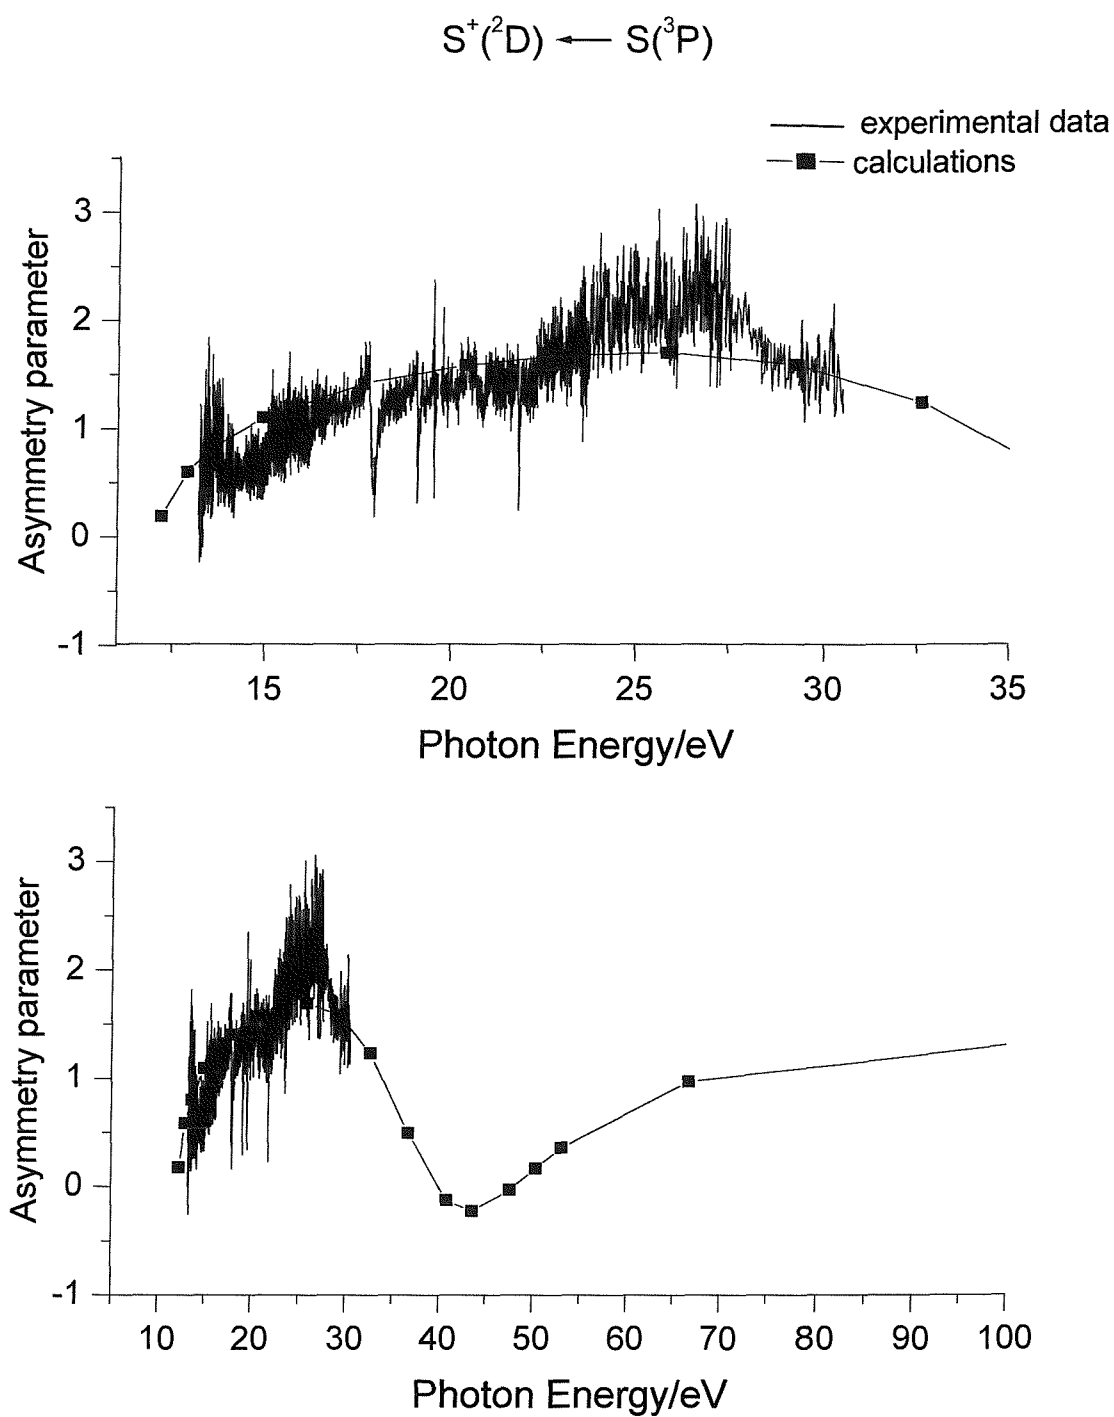 S⁺(²D) ← S(³P)
experimental data
calculations
Asymmetry parameter
3
2
1
0
-1
15 20 25 30 35
Photon Energy/eV
Asymmetry parameter
3
2
1
0
-1
10 20 30 40 50 60 70 80 90 100
Photon Energy/eV